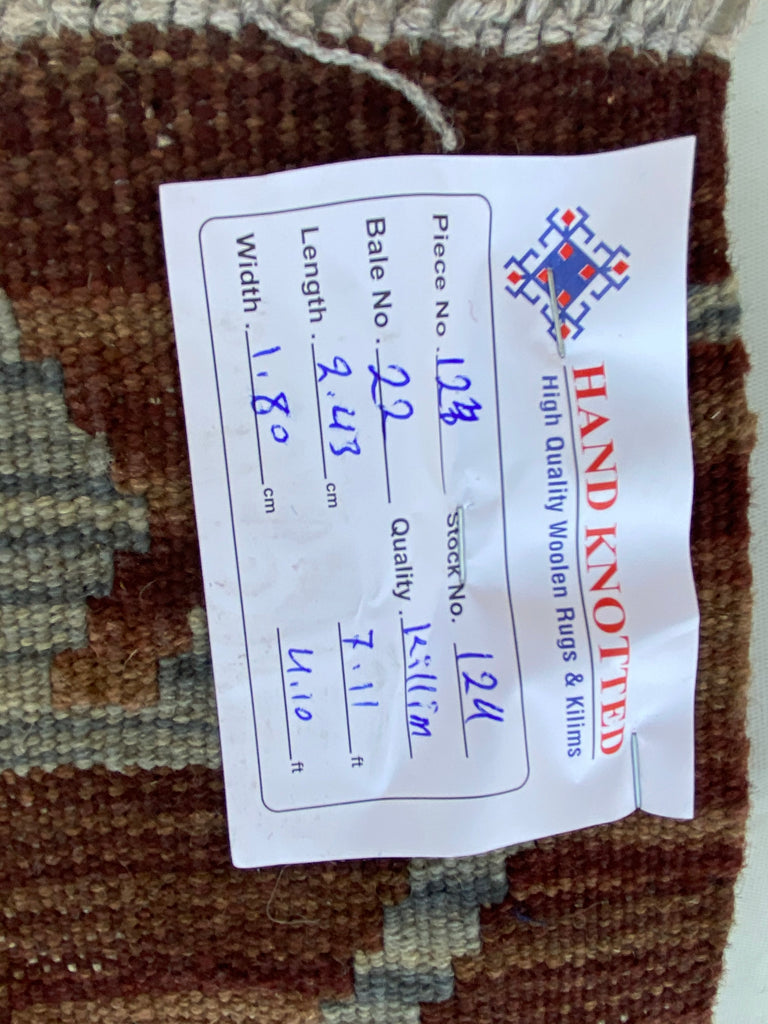 HAND KNOTTED
High Quality Woolen Rugs & Kilims
Piece No. 123 Stock No. 124
Bale No. 22 Quality. Killim
Length. 2.43 cm 7.11 ft
Width. 1.80 cm 4.10 ft